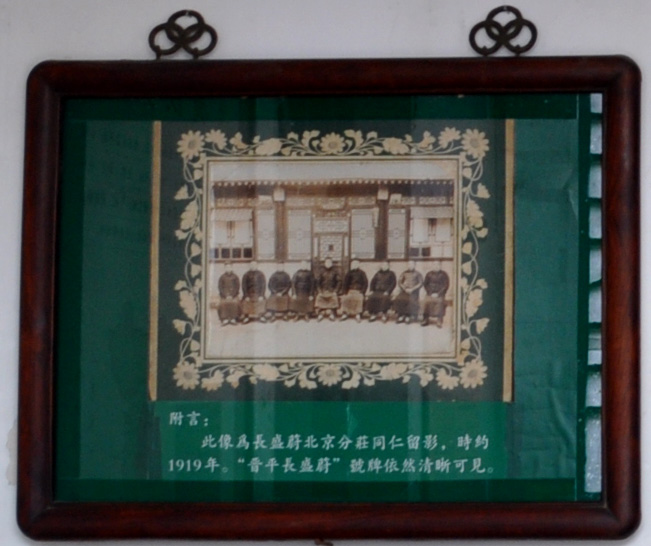 附言：
此像爲長盛蔚北京分莊同仁留影，時約
1919年。“晉平長盛蔚”號牌依然清晰可見。